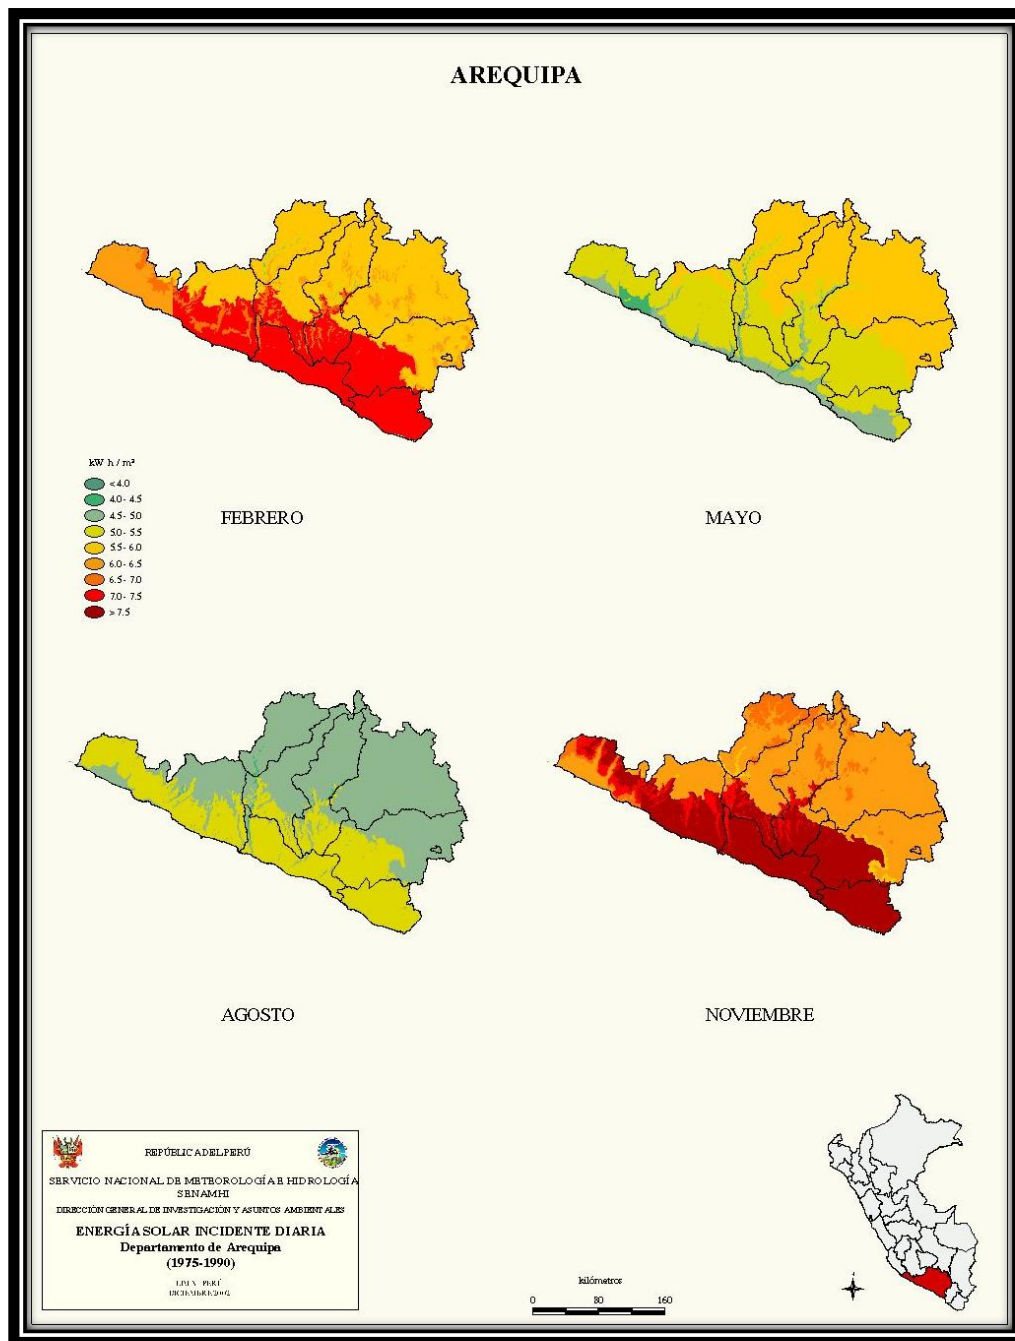 AREQUIPA
kW h / m²
< 4.0
4.0 - 4.5
4.5 - 5.0
5.0 - 5.5
5.5 - 6.0
6.0 - 6.5
6.5 - 7.0
7.0 - 7.5
> 7.5
FEBRERO
MAYO
AGOSTO
NOVIEMBRE
REPÚBLICA DEL PERÚ
SERVICIO NACIONAL DE METEOROLOGÍA E HIDROLOGÍA
SENAMHI
DIRECCIÓN GENERAL DE INVESTIGACIÓN Y ASUNTOS AMBIENTALES
ENERGÍA SOLAR INCIDENTE DIARIA
Departamento de Arequipa
(1975-1990)
LIMA - PERÚ
kilómetros
0 80 160